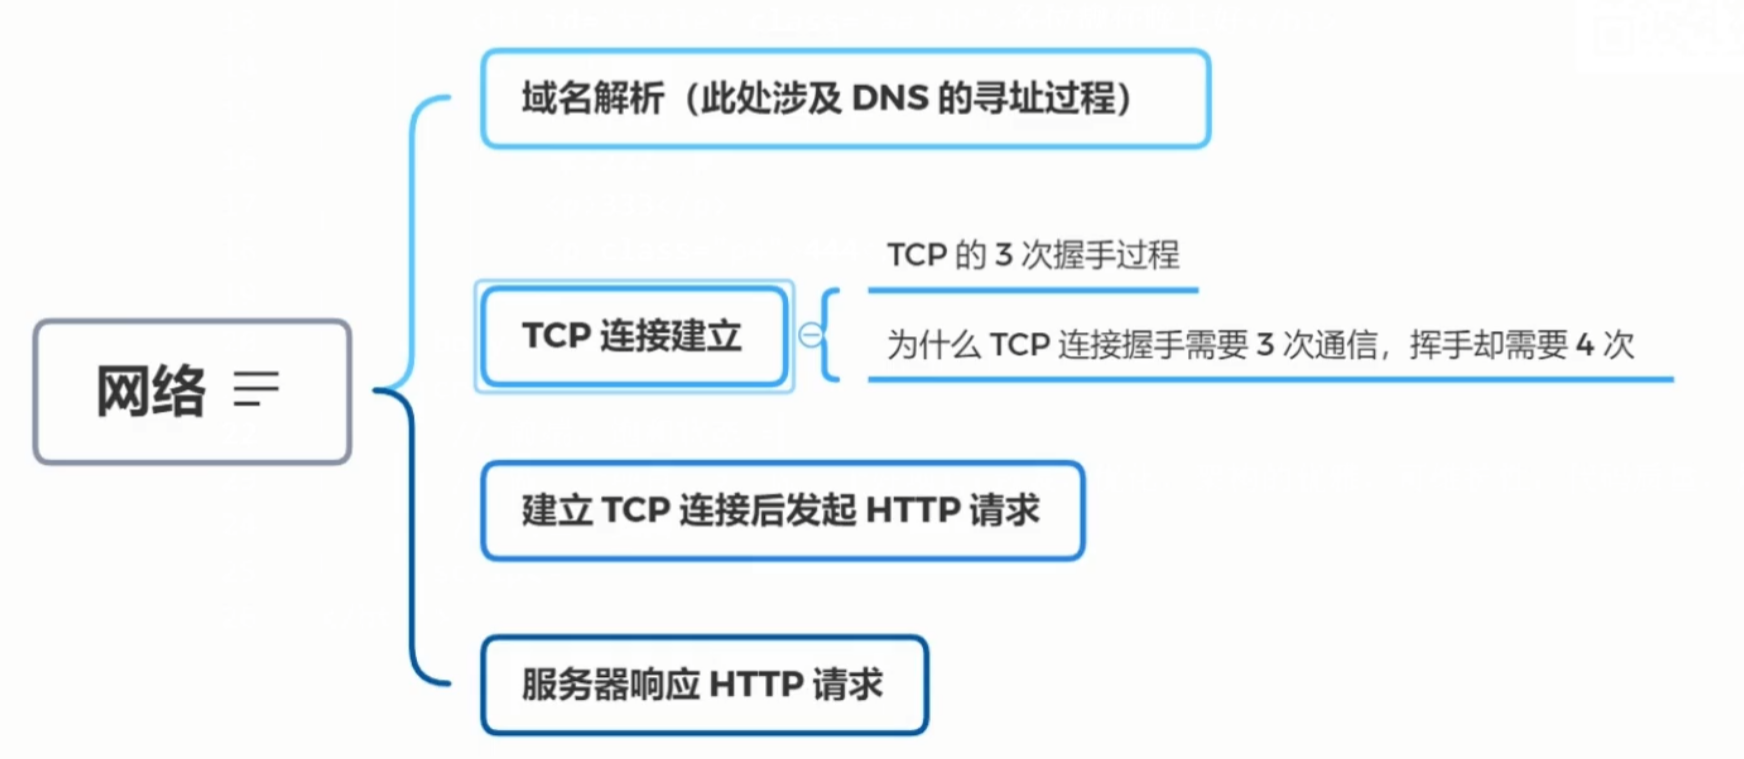 域名解析（此处涉及 DNS 的寻址过程）
TCP 的 3 次握手过程
TCP 连接建立
为什么 TCP 连接握手需要 3 次通信，挥手却需要 4 次
网络
建立 TCP 连接后发起 HTTP 请求
服务器响应 HTTP 请求